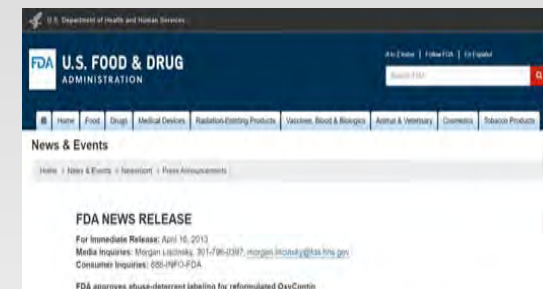 U.S. Department of Health and Human Services
FDA
U.S. FOOD & DRUG
ADMINISTRATION
A to Z Index | Follow FDA | En Español
Search FDA
Home Food Drugs Medical Devices Radiation-Emitting Products Vaccines, Blood & Biologics Animal & Veterinary Cosmetics Tobacco Products
News & Events
Home News & Events Newsroom Press Announcements
FDA NEWS RELEASE
For Immediate Release: April 16, 2013
Media Inquiries: Morgan Liscinsky, 301-796-0397, morgan.liscinsky@fda.hhs.gov
Consumer Inquiries: 888-INFO-FDA
FDA approves abuse-deterrent labeling for reformulated OxyContin